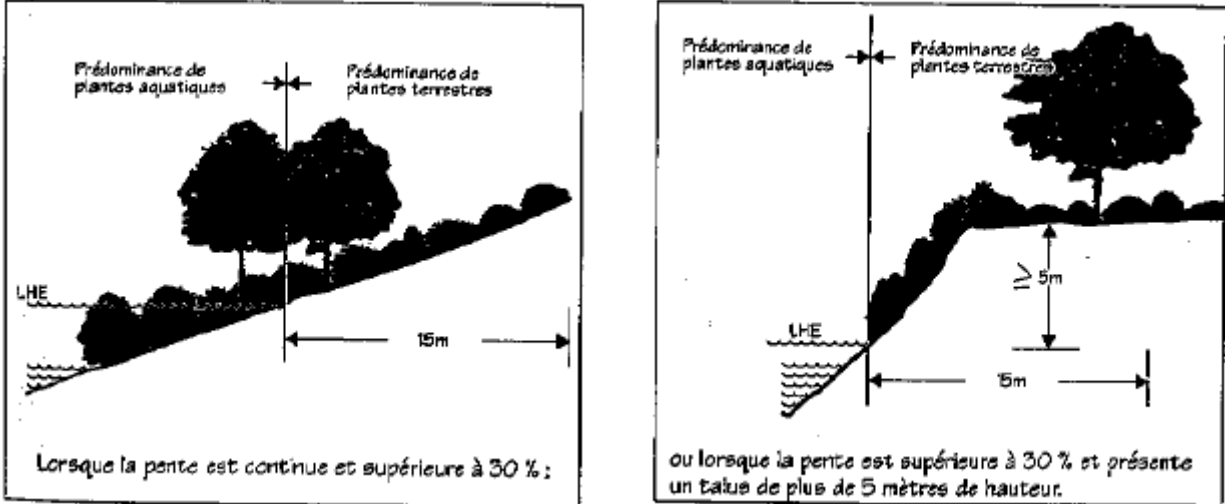 Prédominance de
plantes aquatiques
Prédominance de
plantes terrestres
LHE
15m
Lorsque la pente est continue et supérieure à 30 % ;
Prédominance de
plantes aquatiques
Prédominance de
plantes terrestres
≥ 5m
LHE
15m
ou lorsque la pente est supérieure à 30 % et présente
un talus de plus de 5 mètres de hauteur.